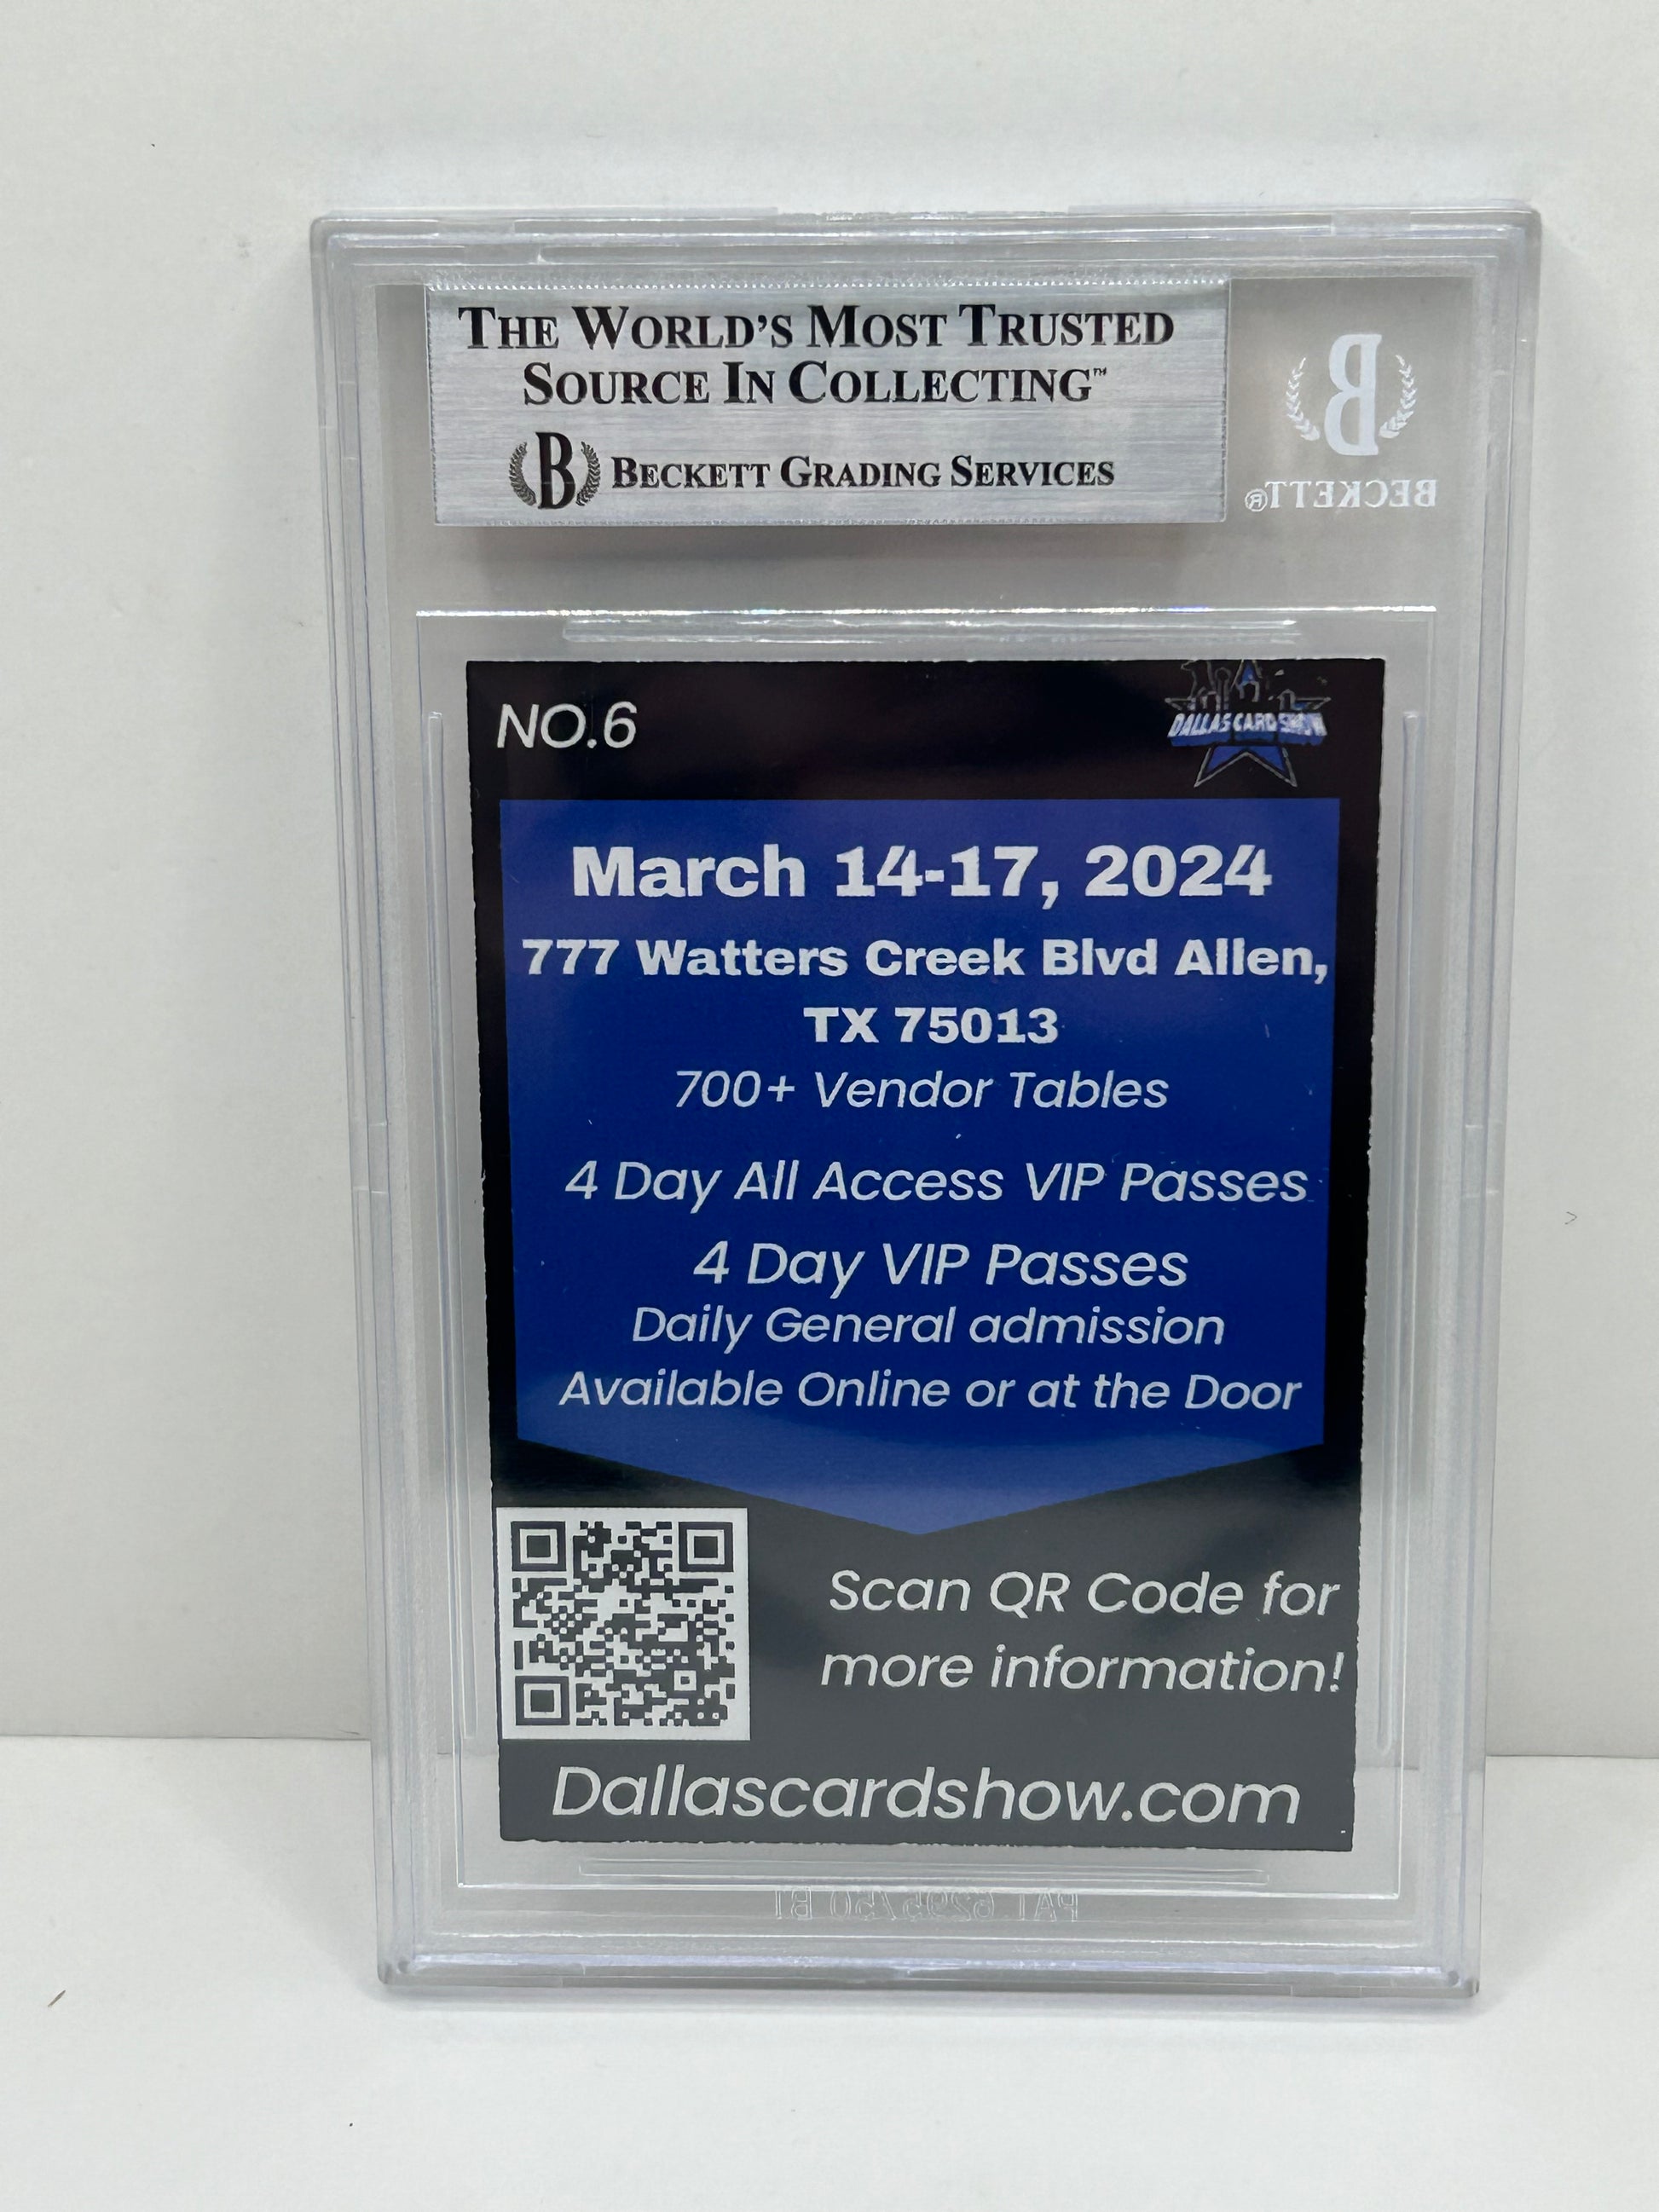 THE WORLD'S MOST TRUSTED
SOURCE IN COLLECTING™
B BECKETT GRADING SERVICES
B
BECKETT®
NO.6
DALLAS CARD SHOW
March 14-17, 2024
777 Watters Creek Blvd Allen,
TX 75013
700+ Vendor Tables
4 Day All Access VIP Passes
4 Day VIP Passes
Daily General admission
Available Online or at the Door
Scan QR Code for
more information!
Dallascardshow.com